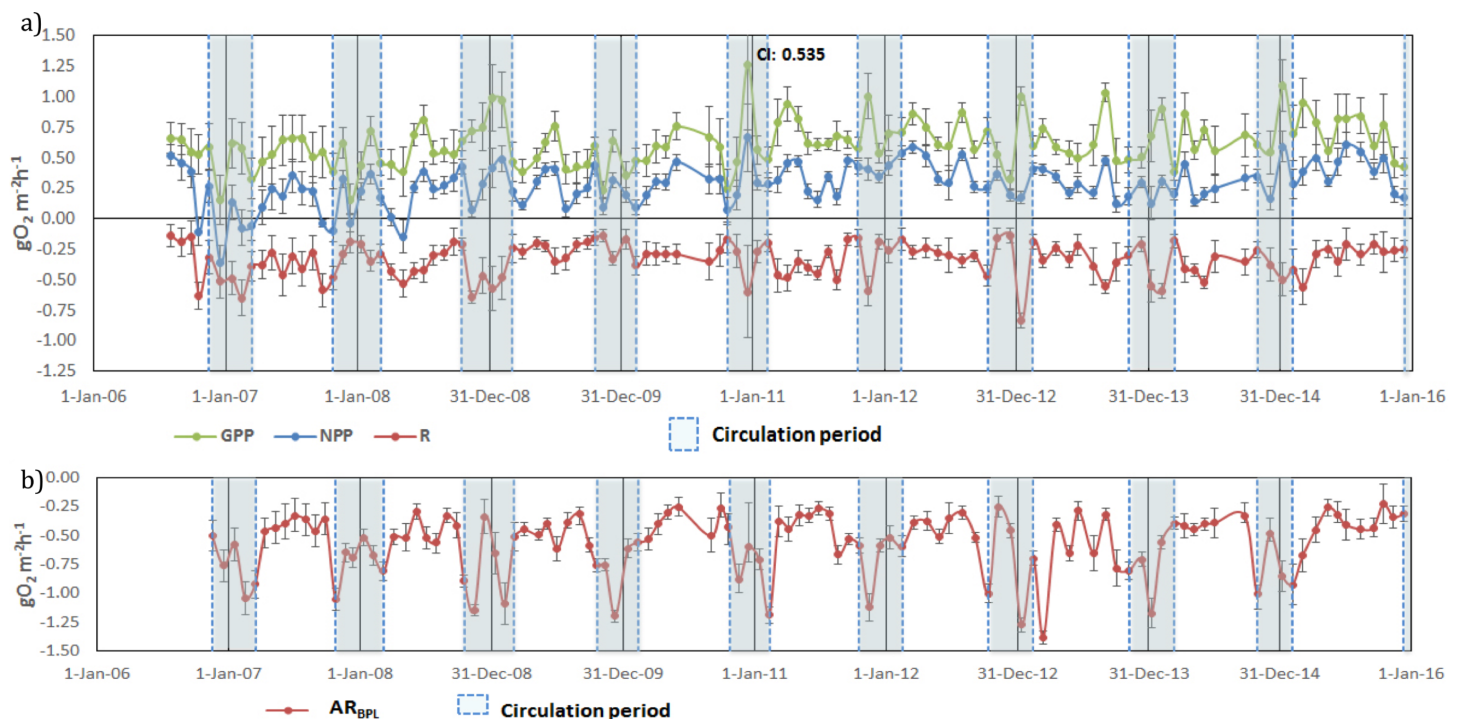 a)
1.50
1.25
1.00
0.75
0.50
0.25
0.00
-0.25
-0.50
-0.75
-1.00
-1.25
gO₂ m⁻²h⁻¹
CI: 0.535
1-Jan-06 1-Jan-07 1-Jan-08 31-Dec-08 31-Dec-09 1-Jan-11 1-Jan-12 31-Dec-12 31-Dec-13 31-Dec-14 1-Jan-16
GPP NPP R Circulation period
b)
0.00
-0.25
-0.50
-0.75
-1.00
-1.25
-1.50
gO₂ m⁻²h⁻¹
1-Jan-06 1-Jan-07 1-Jan-08 31-Dec-08 31-Dec-09 1-Jan-11 1-Jan-12 31-Dec-12 31-Dec-13 31-Dec-14 1-Jan-16
AR_BPL Circulation period